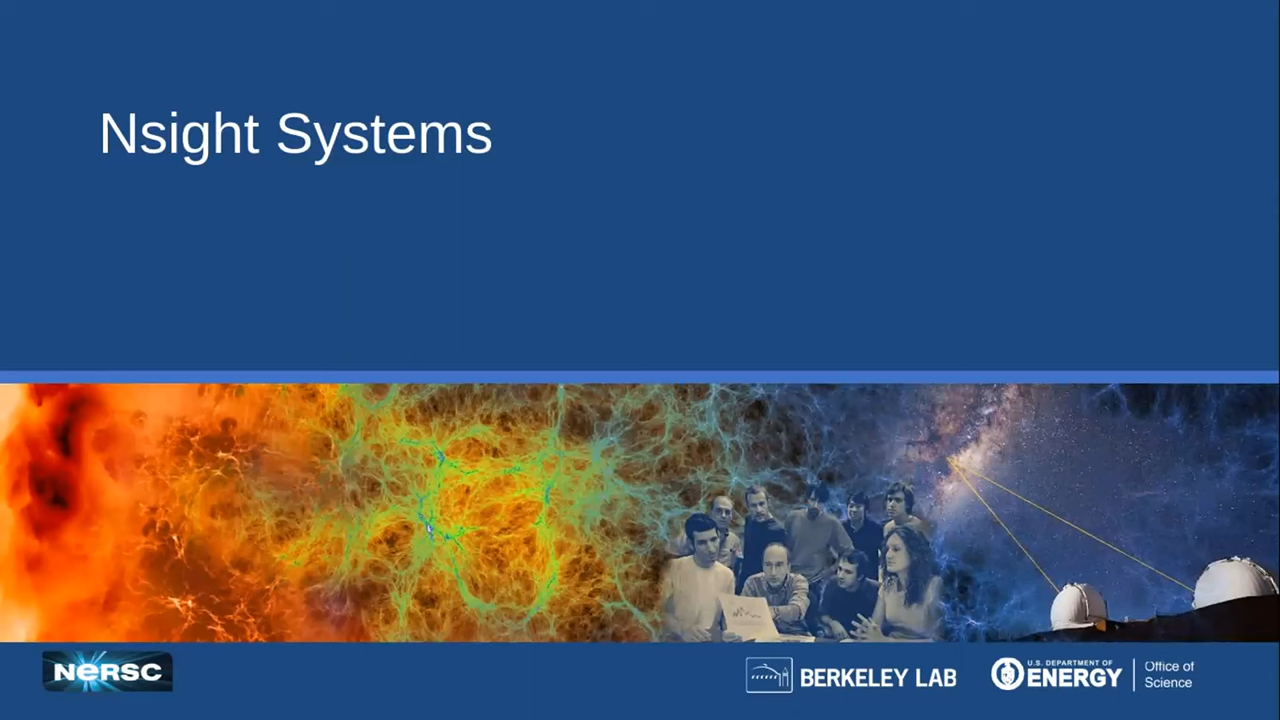 Nsight Systems
NERSC
BERKELEY LAB
U.S. DEPARTMENT OF
ENERGY
Office of
Science